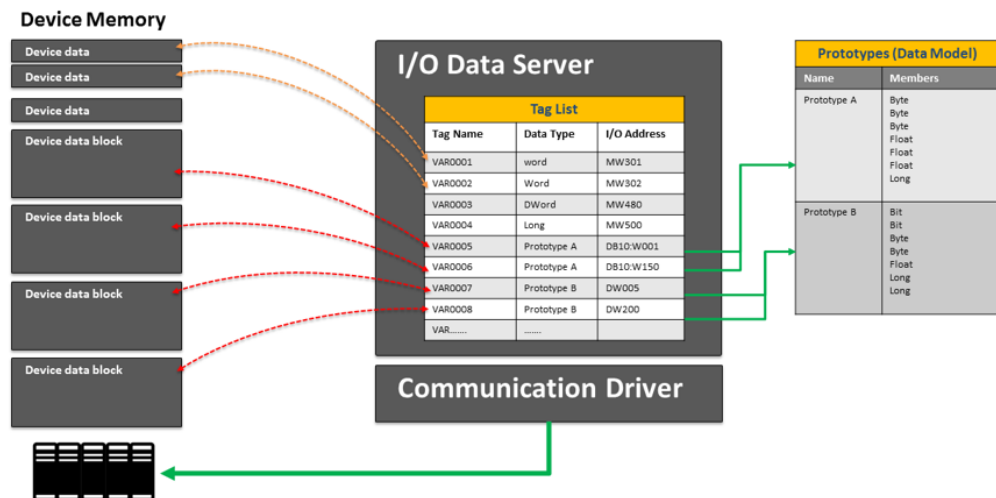 Device Memory
Device data
Device data
Device data
Device data block
Device data block
Device data block
Device data block
I/O Data Server
Tag List
Tag Name Data Type I/O Address
VAR0001 word MW301
VAR0002 Word MW302
VAR0003 DWord MW480
VAR0004 Long MW500
VAR0005 Prototype A DB10:W001
VAR0006 Prototype A DB10:W150
VAR0007 Prototype B DW005
VAR0008 Prototype B DW200
VAR...... .......
Communication Driver
Prototypes (Data Model)
Name Members
Prototype A Byte
Byte
Byte
Float
Float
Float
Long
Prototype B Bit
Bit
Byte
Byte
Float
Long
Long